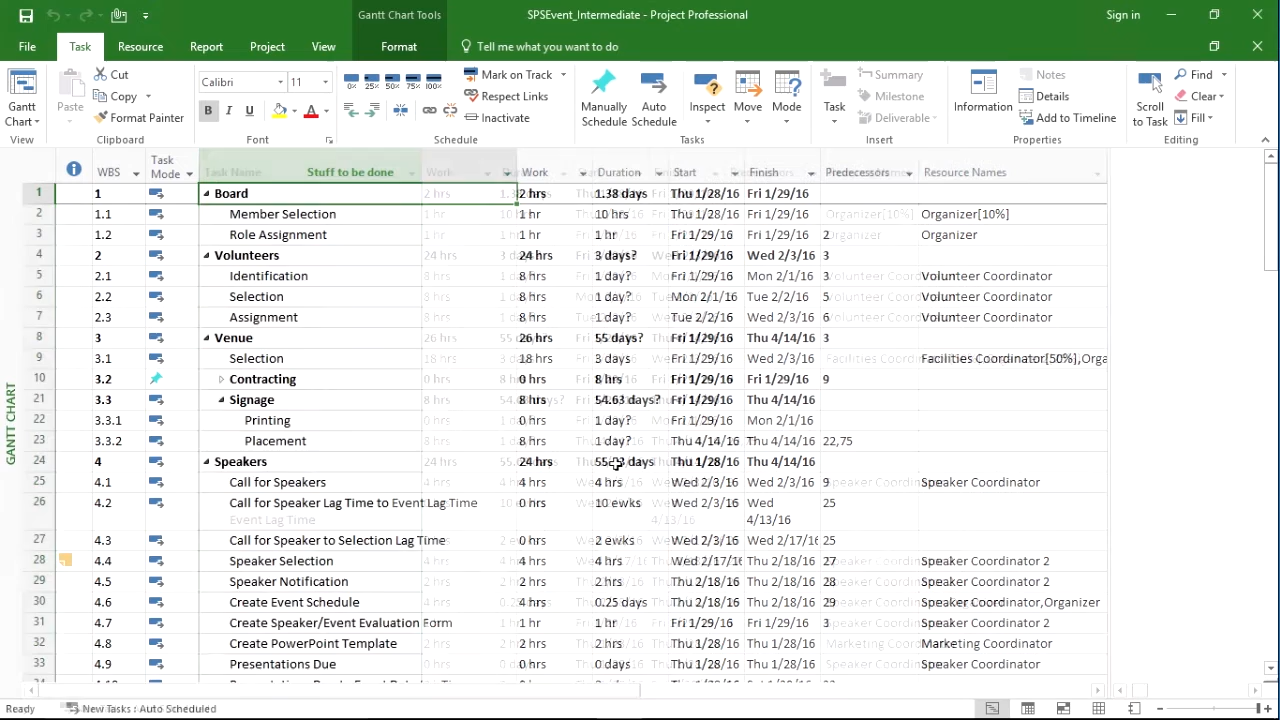 Gantt Chart Tools
SPSEvent_Intermediate - Project Professional
Sign in
File Task Resource Report Project View Format Tell me what you want to do
Gantt Chart
View
Paste
Cut
Copy
Format Painter
Clipboard
Calibri 11
B I U A
Font
0% 25% 50% 75% 100%
Mark on Track
Respect Links
Inactivate
Schedule
Manually Schedule
Auto Schedule
Inspect
Move
Mode
Tasks
Task
Summary
Milestone
Deliverable
Insert
Information
Notes
Details
Add to Timeline
Properties
Scroll to Task
Find
Clear
Fill
Editing
WBS Task Mode Task Name Stuff to be done Work Work Duration Start Finish Predecessors Resource Names
1 1 Board 2 hrs 1.38 days Thu 1/28/16 Fri 1/29/16
2 1.1 Member Selection 1 hr 10 hrs Thu 1/28/16 Fri 1/29/16 Organizer[10%]
3 1.2 Role Assignment 1 hr 1 hr Fri 1/29/16 Fri 1/29/16 2 Organizer
4 2 Volunteers 24 hrs 3 days? Fri 1/29/16 Wed 2/3/16 3
5 2.1 Identification 8 hrs 1 day? Fri 1/29/16 Mon 2/1/16 3 Volunteer Coordinator
6 2.2 Selection 8 hrs 1 day? Mon 2/1/16 Tue 2/2/16 5 Volunteer Coordinator
7 2.3 Assignment 8 hrs 1 day? Tue 2/2/16 Wed 2/3/16 6 Volunteer Coordinator
8 3 Venue 26 hrs 55 days? Fri 1/29/16 Thu 4/14/16 3
9 3.1 Selection 18 hrs 3 days Fri 1/29/16 Wed 2/3/16 Facilities Coordinator[50%],Orga
10 3.2 Contracting 0 hrs 8 hrs Fri 1/29/16 Fri 1/29/16 9
21 3.3 Signage 8 hrs 54.63 days? Fri 1/29/16 Thu 4/14/16
22 3.3.1 Printing 0 hrs 1 day? Fri 1/29/16 Mon 2/1/16
23 3.3.2 Placement 8 hrs 1 day? Thu 4/14/16 Thu 4/14/16 22,75
24 4 Speakers 24 hrs days Thu 1/28/16 Thu 4/14/16
25 4.1 Call for Speakers 4 hrs 4 hrs Wed 2/3/16 Wed 2/3/16 9 Speaker Coordinator
26 4.2 Call for Speaker Lag Time to Event Lag Time 0 hrs 10 ewks Wed 2/3/16 Wed 4/13/16 25
27 4.3 Call for Speaker to Selection Lag Time 0 hrs 2 ewks Wed 2/3/16 Wed 2/17/16 25
28 4.4 Speaker Selection 4 hrs 4 hrs Wed 2/17/16 Thu 2/18/16 27 Speaker Coordinator 2
29 4.5 Speaker Notification 2 hrs 2 hrs Thu 2/18/16 Thu 2/18/16 28 Speaker Coordinator 2
30 4.6 Create Event Schedule 4 hrs 0.25 days Thu 2/18/16 Thu 2/18/16 29 Speaker Coordinator,Organizer
31 4.7 Create Speaker/Event Evaluation Form 1 hr 1 hr Fri 1/29/16 Fri 1/29/16 3 Speaker Coordinator
32 4.8 Create PowerPoint Template 2 hrs 2 hrs Thu 1/28/16 Thu 1/28/16 Marketing Coordinator
33 4.9 Presentations Due 0 hrs 0 days Thu 1/28/16 Thu 1/28/16 Speaker Coordinator
GANTT CHART
Ready New Tasks : Auto Scheduled